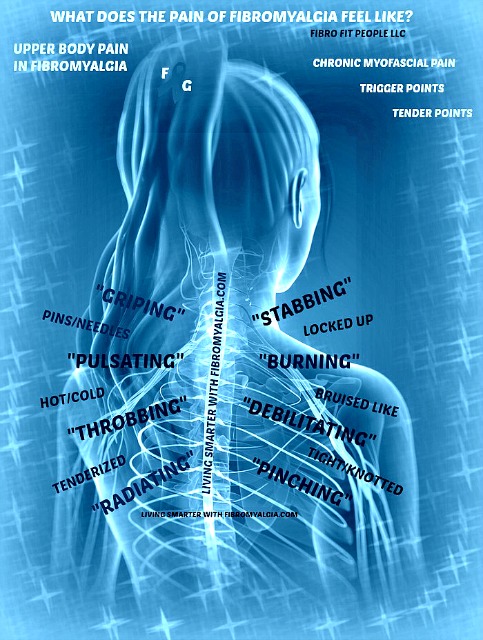 WHAT DOES THE PAIN OF FIBROMYALGIA FEEL LIKE?
FIBRO FIT PEOPLE LLC
UPPER BODY PAIN
IN FIBROMYALGIA
CHRONIC MYOFASCIAL PAIN
TRIGGER POINTS
TENDER POINTS
F
G
"GRIPING"
PINS/NEEDLES
"PULSATING"
HOT/COLD
"THROBBING"
TENDERIZED
"RADIATING"
LIVING SMARTER WITH FIBROMYALGIA.COM
"STABBING"
LOCKED UP
"BURNING"
BRUISED LIKE
"DEBILITATING"
TIGHT/KNOTTED
"PINCHING"
LIVING SMARTER WITH FIBROMYALGIA.COM